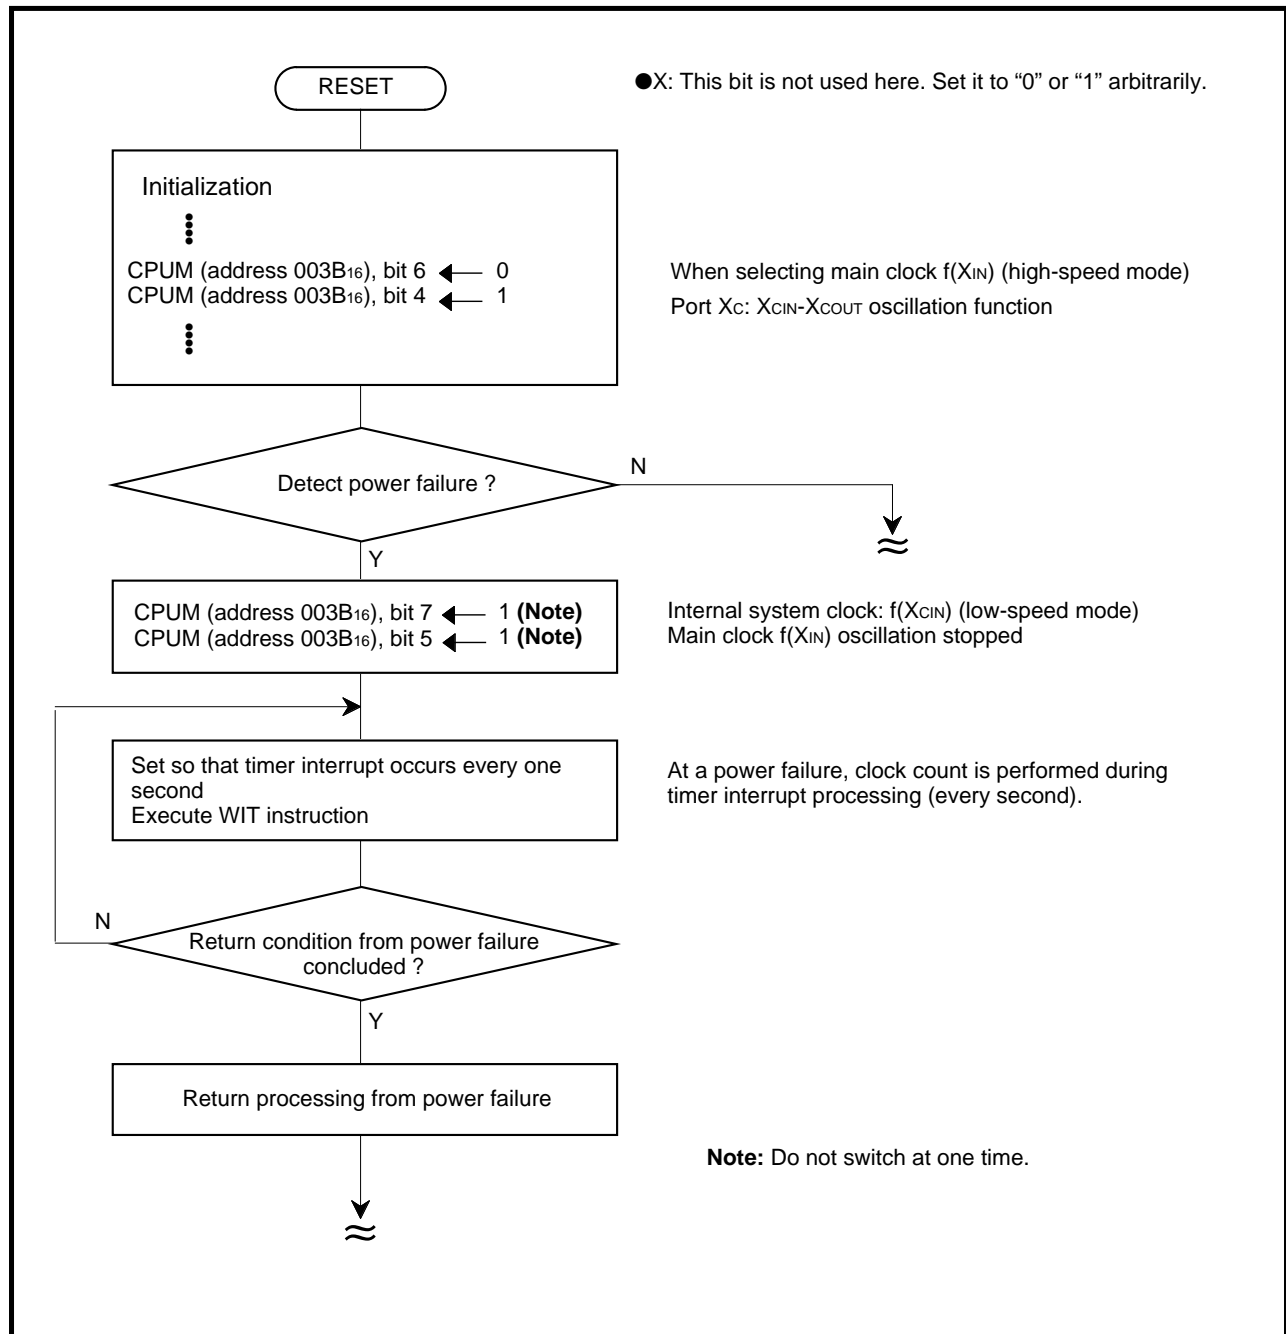 RESET
●X: This bit is not used here. Set it to “0” or “1” arbitrarily.
Initialization
CPUM (address 003B16), bit 6 ← 0
CPUM (address 003B16), bit 4 ← 1
When selecting main clock f(XIN) (high-speed mode)
Port XC: XCIN-XCOUT oscillation function
Detect power failure ?
N
Y
CPUM (address 003B16), bit 7 ← 1 (Note)
CPUM (address 003B16), bit 5 ← 1 (Note)
Internal system clock: f(XCIN) (low-speed mode)
Main clock f(XIN) oscillation stopped
Set so that timer interrupt occurs every one
second
Execute WIT instruction
At a power failure, clock count is performed during
timer interrupt processing (every second).
N
Return condition from power failure
concluded ?
Y
Return processing from power failure
Note: Do not switch at one time.